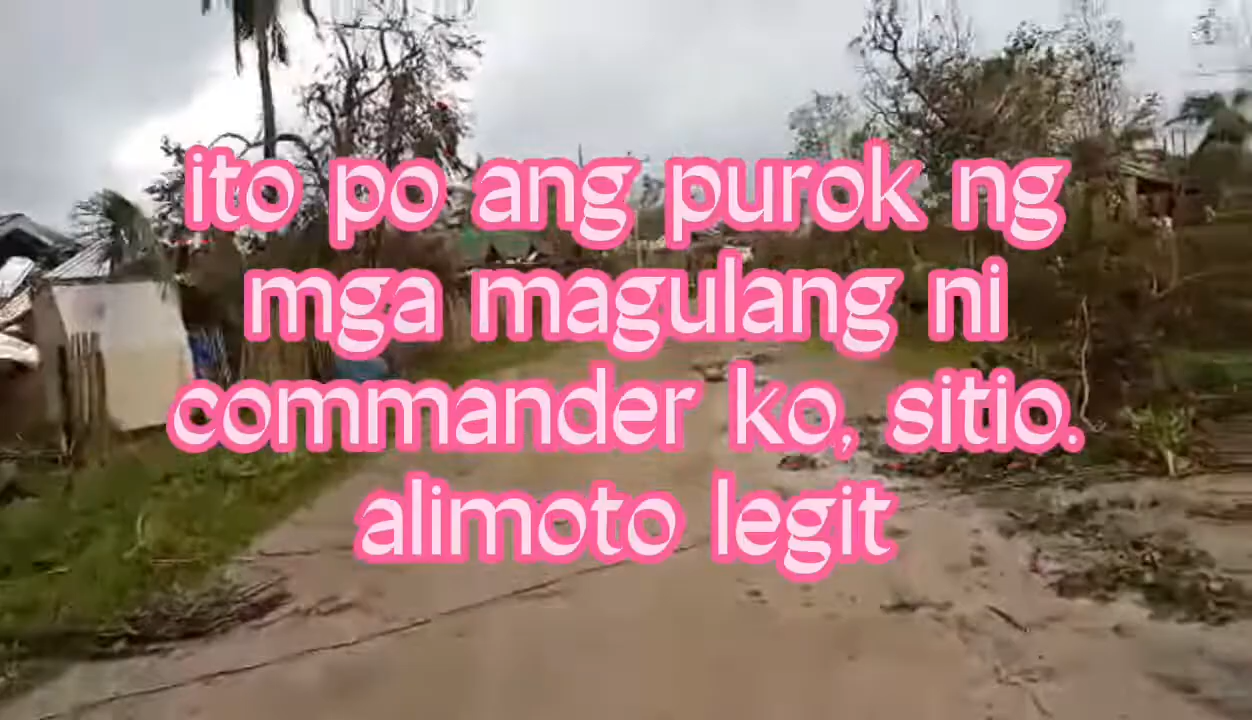 ito po ang purok ng
mga magulang ni
commander ko, sitio.
alimoto legit